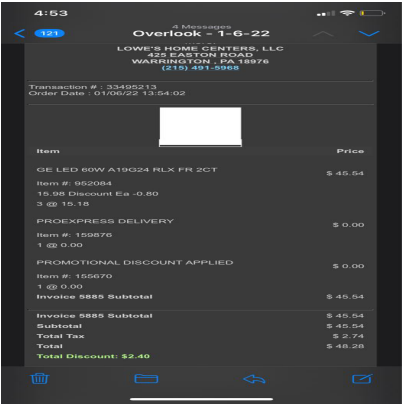 4:53
4 Messages
121
Overlook - 1-6-22
LOWE'S HOME CENTERS, LLC
425 EASTON ROAD
WARRINGTON , PA 18976
(215) 491-5968
Transaction # : 33495213
Order Date : 01/06/22 13:54:02
Item Price
GE LED 60W A19G24 RLX FR 2CT $ 45.54
Item #: 952084
15.98 Discount Ea -0.80
3 @ 15.18
PROEXPRESS DELIVERY $ 0.00
Item #: 159876
1 @ 0.00
PROMOTIONAL DISCOUNT APPLIED $ 0.00
Item #: 155670
1 @ 0.00
Invoice 5885 Subtotal $ 45.54
Invoice 5885 Subtotal $ 45.54
Subtotal $ 45.54
Total Tax $ 2.74
Total $ 48.28
Total Discount: $2.40